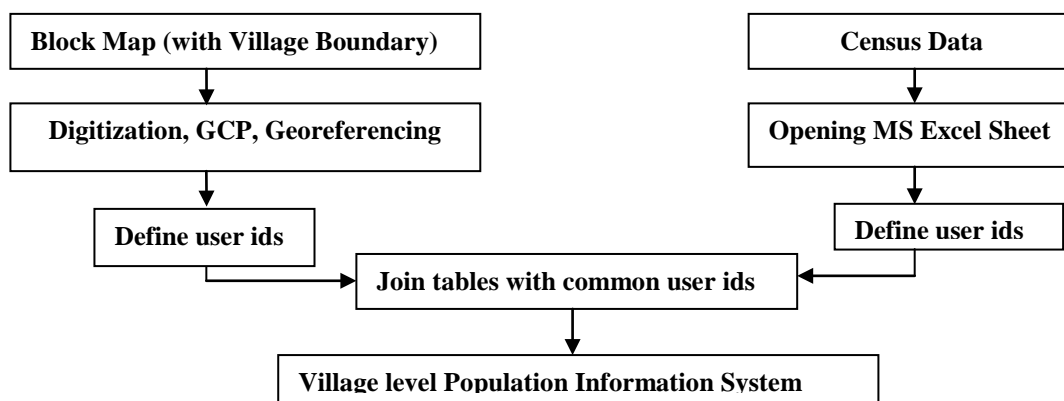 Block Map (with Village Boundary)
Census Data
Digitization, GCP, Georeferencing
Opening MS Excel Sheet
Define user ids
Define user ids
Join tables with common user ids
Village level Population Information System